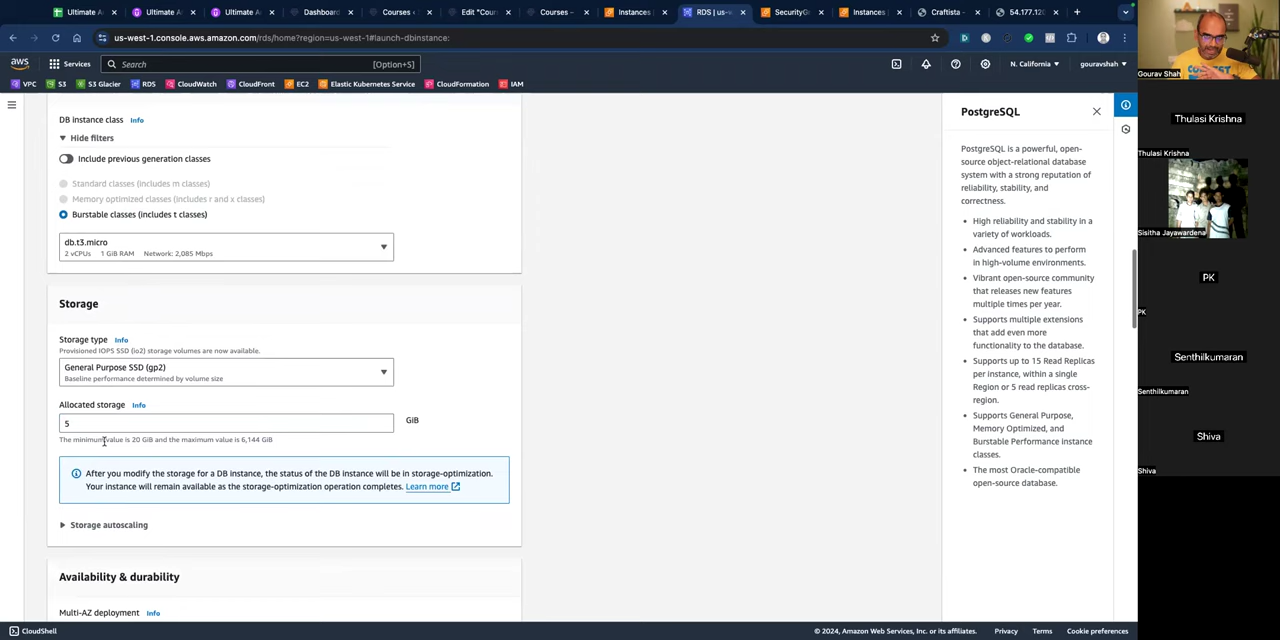 Ultimate A
Ultimate A
Ultimate A
Dashboard
Courses ‹
Edit "Cou
Courses –
Instances
RDS | us-w
SecurityG
Instances
Craftista –
54.177.120
us-west-1.console.aws.amazon.com/rds/home?region=us-west-1#launch-dbinstance:
aws
Services
Search
[Option+S]
N. California
gouravshah
VPC
S3
S3 Glacier
RDS
CloudWatch
CloudFront
EC2
Elastic Kubernetes Service
CloudFormation
IAM
DB instance class Info
Hide filters
Include previous generation classes
Standard classes (includes m classes)
Memory optimized classes (includes r and x classes)
Burstable classes (includes t classes)
db.t3.micro
2 vCPUs 1 GiB RAM Network: 2,085 Mbps
Storage
Storage type Info
Provisioned IOPS SSD (io2) storage volumes are now available.
General Purpose SSD (gp2)
Baseline performance determined by volume size
Allocated storage Info
5 GiB
The minimum value is 20 GiB and the maximum value is 6,144 GiB
After you modify the storage for a DB instance, the status of the DB instance will be in storage-optimization.
Your instance will remain available as the storage-optimization operation completes. Learn more
Storage autoscaling
Availability & durability
Multi-AZ deployment Info
PostgreSQL
PostgreSQL is a powerful, open-
source object-relational database
system with a strong reputation of
reliability, stability, and
correctness.
• High reliability and stability in a
variety of workloads.
• Advanced features to perform
in high-volume environments.
• Vibrant open-source community
that releases new features
multiple times per year.
• Supports multiple extensions
that add even more
functionality to the database.
• Supports up to 15 Read Replicas
per instance, within a single
Region or 5 read replicas cross-
region.
• Supports General Purpose,
Memory Optimized, and
Burstable Performance instance
classes.
• The most Oracle-compatible
open-source database.
Gourav Shah
Thulasi Krishna
Thulasi Krishna
Sisitha Jayawardena
PK
PK
Senthilkumaran
Senthilkumaran
Shiva
Shiva
CloudShell
© 2024, Amazon Web Services, Inc. or its affiliates.
Privacy
Terms
Cookie preferences